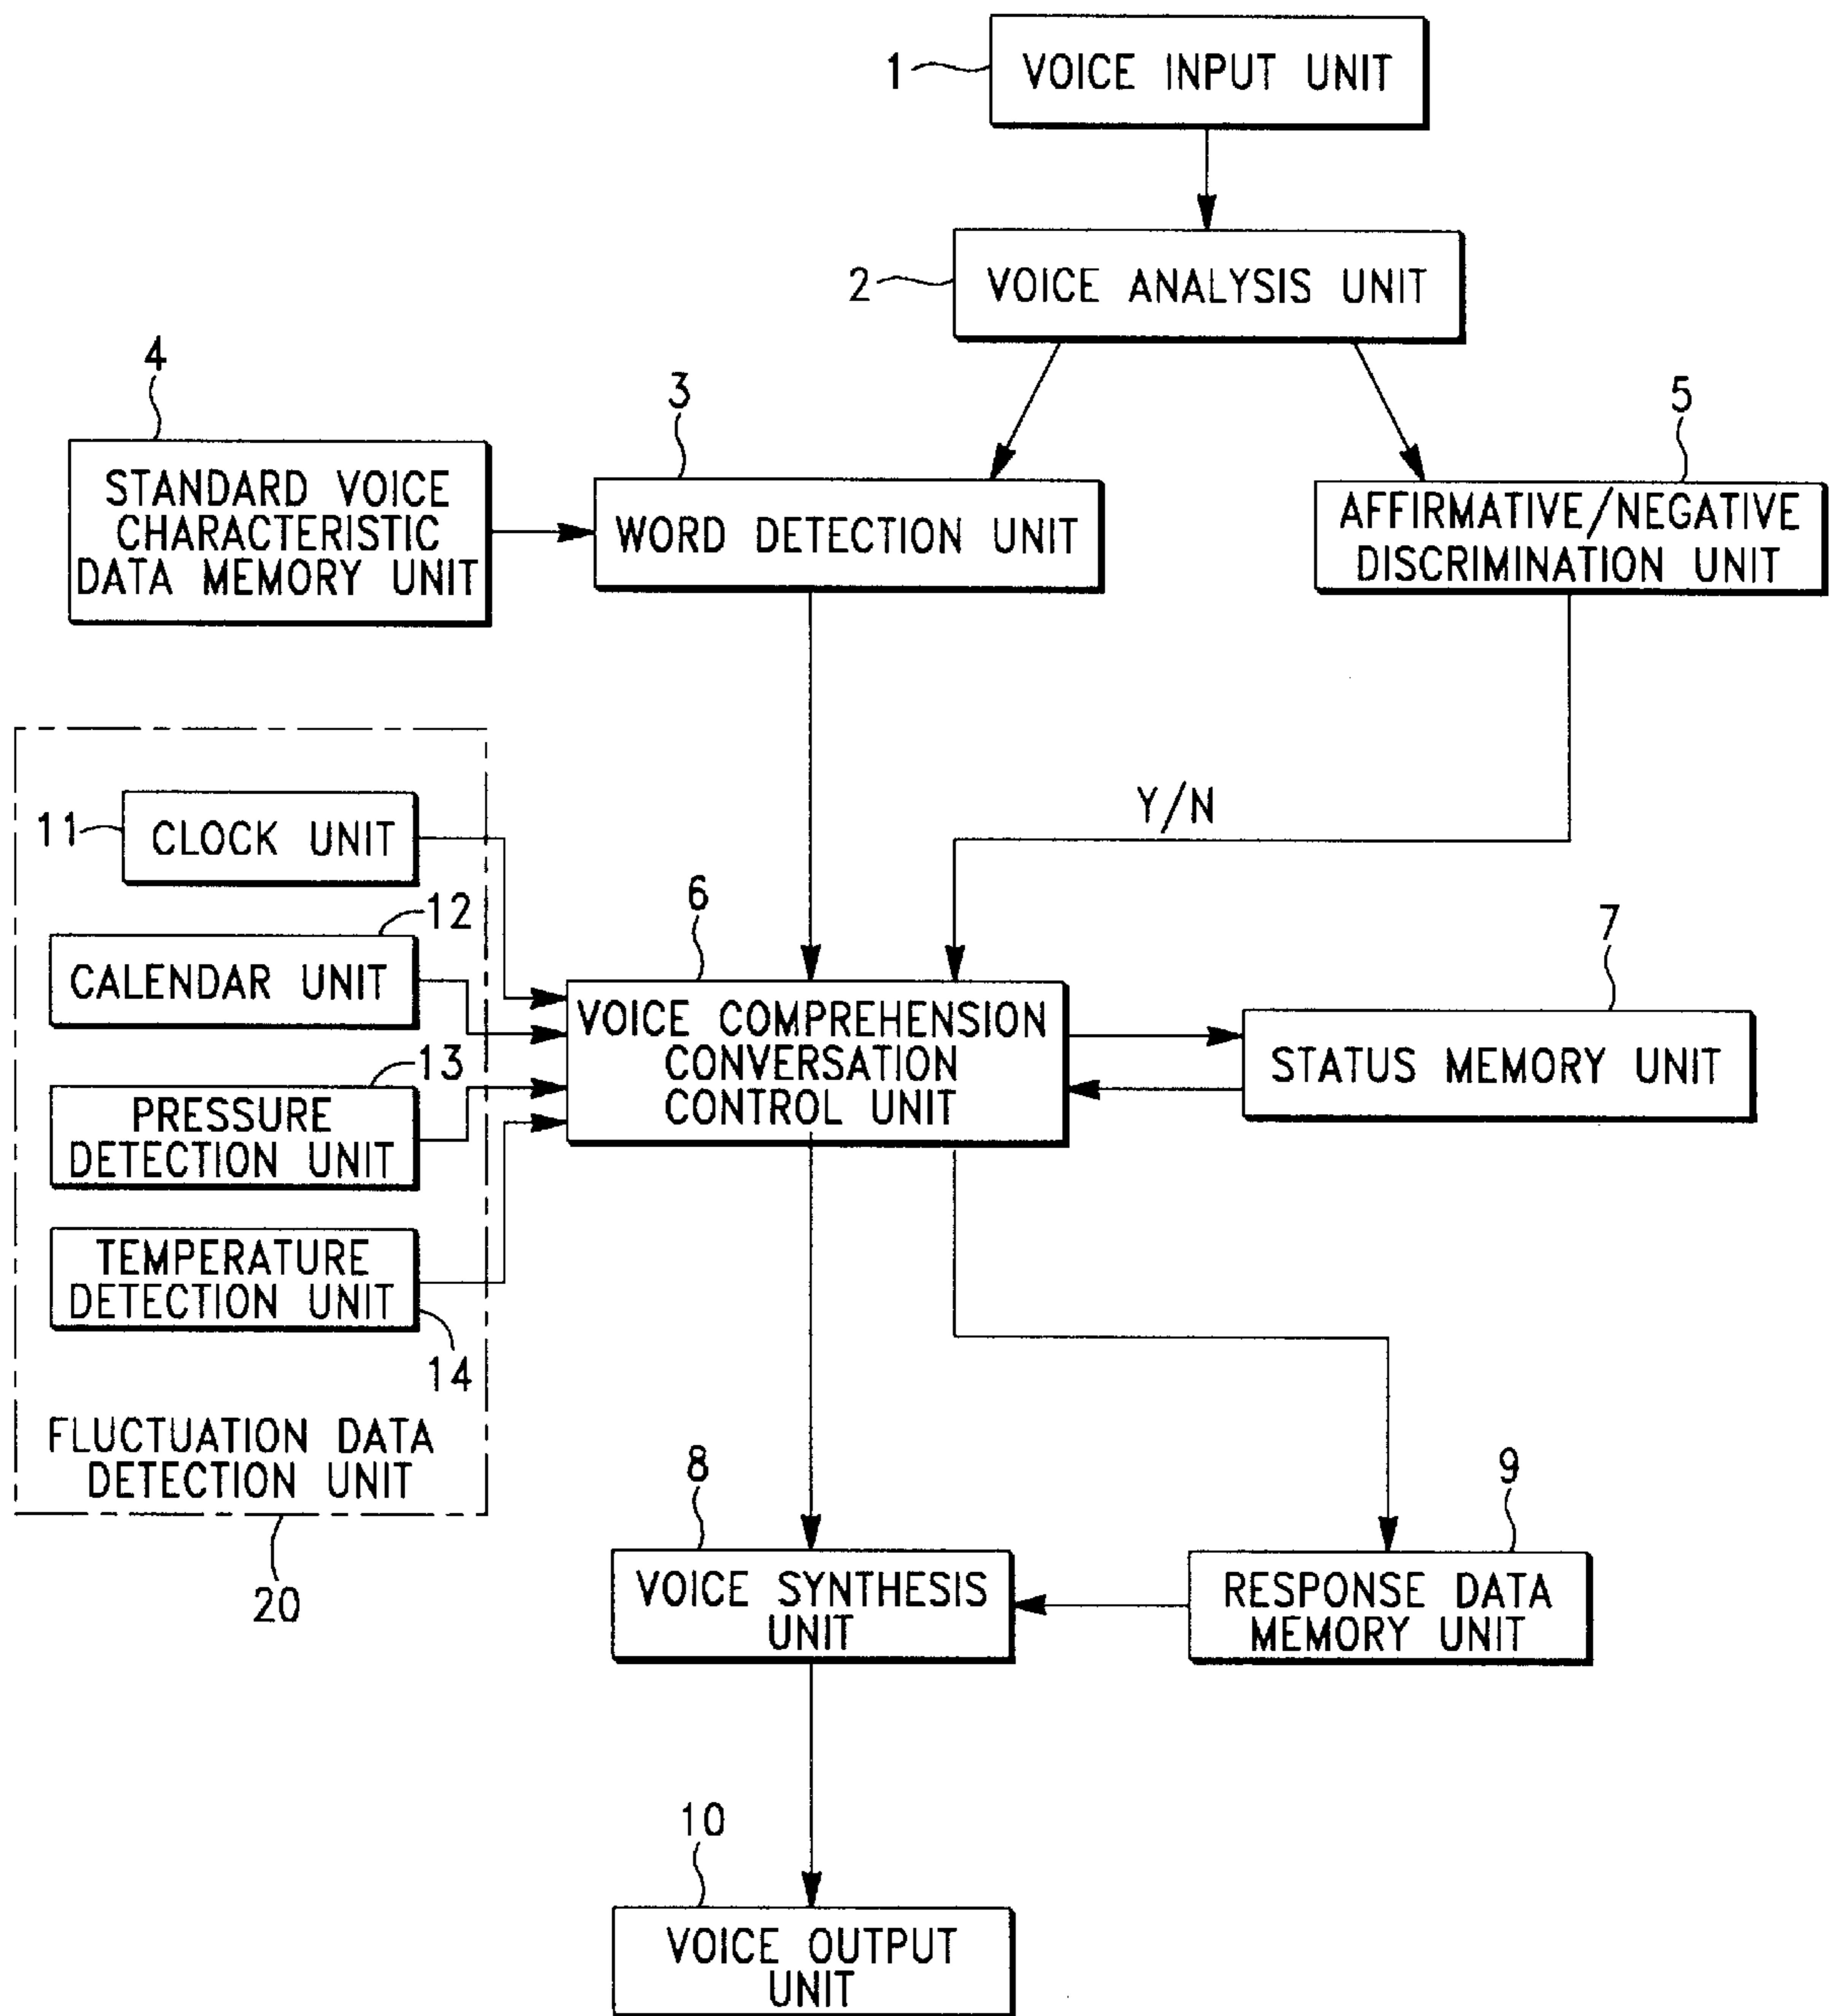 1
VOICE INPUT UNIT
2
VOICE ANALYSIS UNIT
4
STANDARD VOICE
CHARACTERISTIC
DATA MEMORY UNIT
3
WORD DETECTION UNIT
5
AFFIRMATIVE/NEGATIVE
DISCRIMINATION UNIT
Y/N
11
CLOCK UNIT
12
CALENDAR UNIT
13
PRESSURE
DETECTION UNIT
TEMPERATURE
DETECTION UNIT
14
FLUCTUATION DATA
DETECTION UNIT
20
6
VOICE COMPREHENSION
CONVERSATION
CONTROL UNIT
7
STATUS MEMORY UNIT
8
VOICE SYNTHESIS
UNIT
9
RESPONSE DATA
MEMORY UNIT
10
VOICE OUTPUT
UNIT